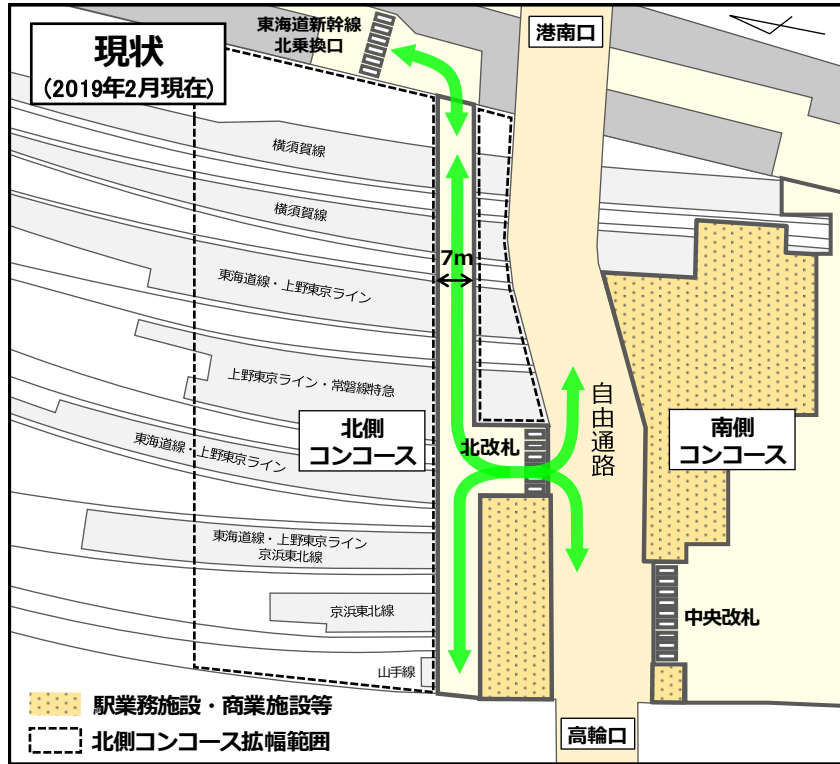 現状
(2019年2月現在)
東海道新幹線
北乗換口
港南口
横須賀線
横須賀線
7m
東海道線・上野東京ライン
上野東京ライン・常磐線特急
東海道線・上野東京ライン
北側
コンコース
北改札
自由通路
南側
コンコース
東海道線・上野東京ライン
京浜東北線
京浜東北線
中央改札
山手線
駅業務施設・商業施設等
北側コンコース拡幅範囲
高輪口